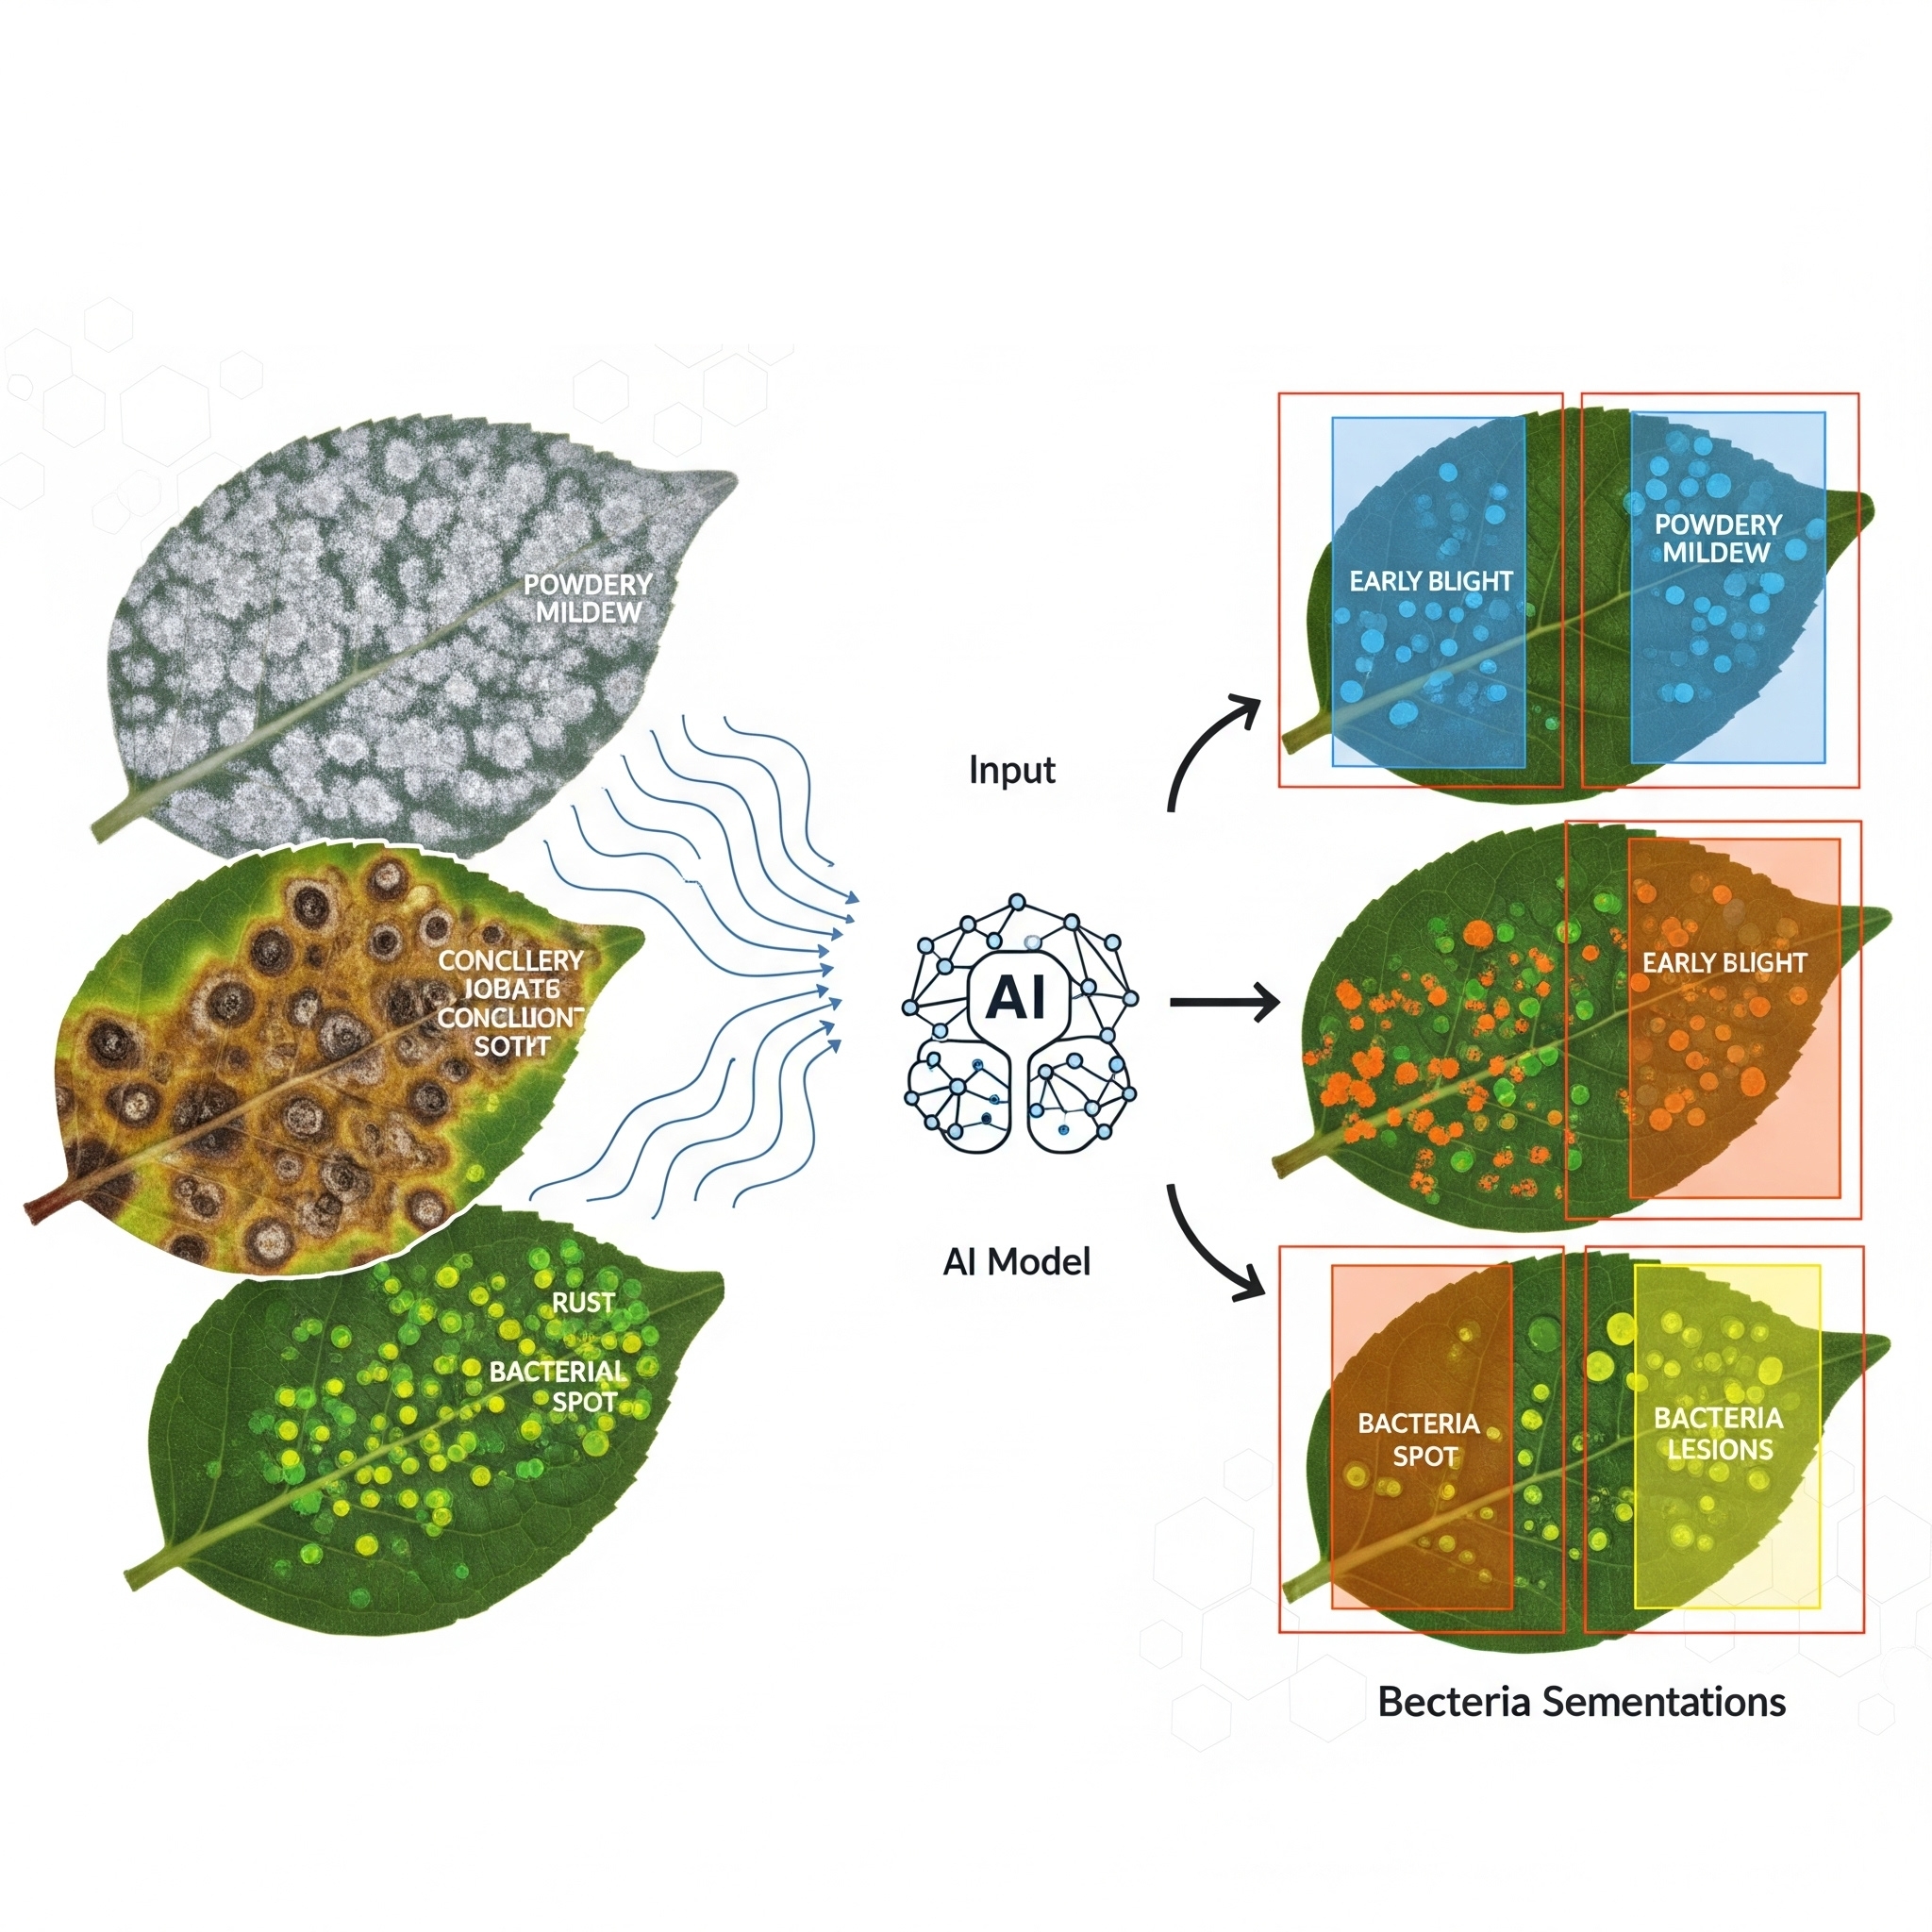 POWDERY
MILDEW
CONCLLERY
JOBATE
CONCLLIONT
SOTIT
RUST
BACTERIAL
SPOT
Input
AI
AI Model
EARLY BLIGHT
POWDERY
MILDEW
EARLY BLIGHT
BACTERIA
SPOT
BACTERIA
LESIONS
Becteria Sementations